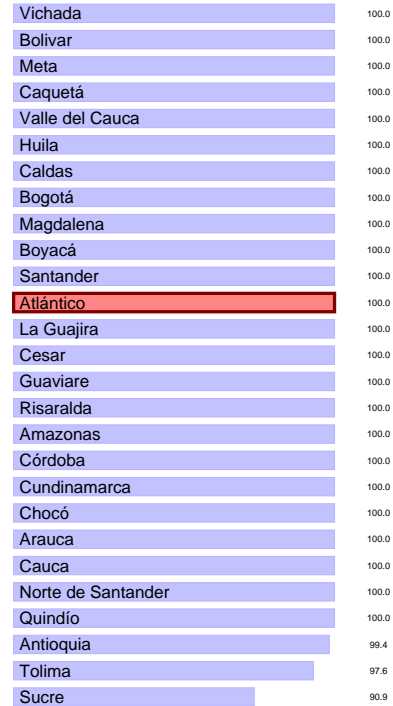 Vichada 100.0
Bolivar 100.0
Meta 100.0
Caquetá 100.0
Valle del Cauca 100.0
Huila 100.0
Caldas 100.0
Bogotá 100.0
Magdalena 100.0
Boyacá 100.0
Santander 100.0
Atlántico 100.0
La Guajira 100.0
Cesar 100.0
Guaviare 100.0
Risaralda 100.0
Amazonas 100.0
Córdoba 100.0
Cundinamarca 100.0
Chocó 100.0
Arauca 100.0
Cauca 100.0
Norte de Santander 100.0
Quindío 100.0
Antioquia 99.4
Tolima 97.6
Sucre 90.9